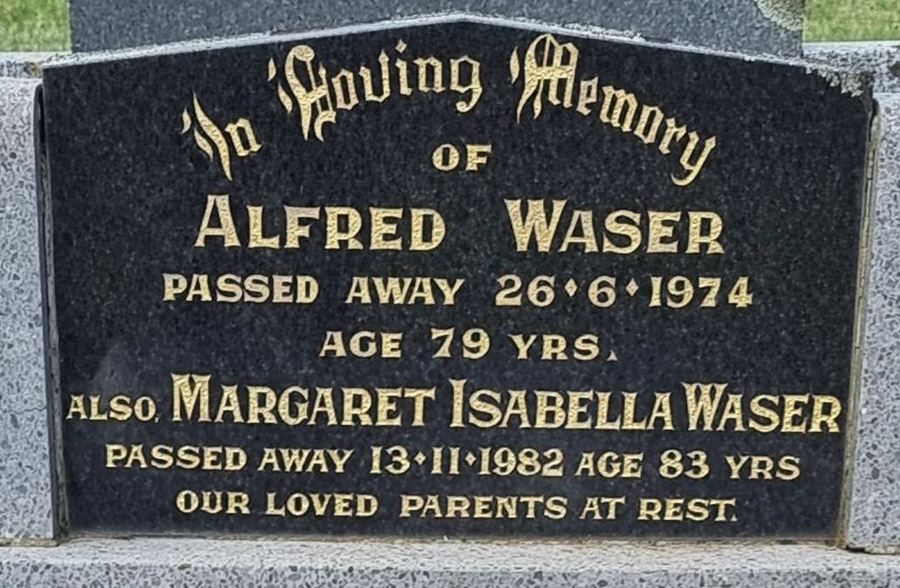 In Loving Memory
OF
ALFRED WASER
PASSED AWAY 26·6·1974
AGE 79 YRS.
ALSO, MARGARET ISABELLA WASER
PASSED AWAY 13·11·1982 AGE 83 YRS
OUR LOVED PARENTS AT REST.